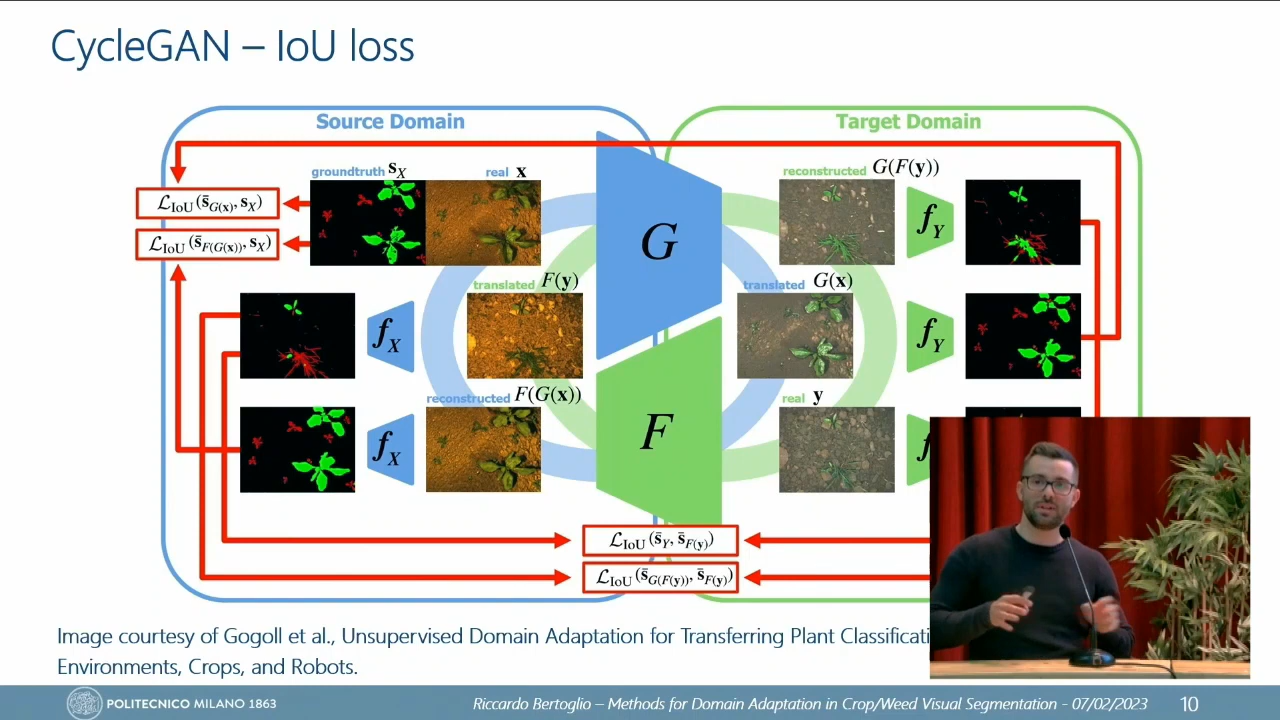 CycleGAN – IoU loss
Source Domain
Target Domain
groundtruth s_X
real x
reconstructed G(F(y))
ℒ_IoU(s̄_G(x), s_X)
ℒ_IoU(s̄_F(G(x)), s_X)
G
f_Y
translated F(y)
translated G(x)
f_X
f_Y
reconstructed F(G(x))
real y
f_X
F
f
ℒ_IoU(s̄_Y, s̄_F(y))
ℒ_IoU(s̄_G(F(y)), s̄_F(y))
Image courtesy of Gogoll et al., Unsupervised Domain Adaptation for Transferring Plant
Environments, Crops, and Robots.
POLITECNICO MILANO 1863
Riccardo Bertoglio – Methods for Domain Adaptation in Crop/Weed Visual Segmentation - 07/02/2023
10